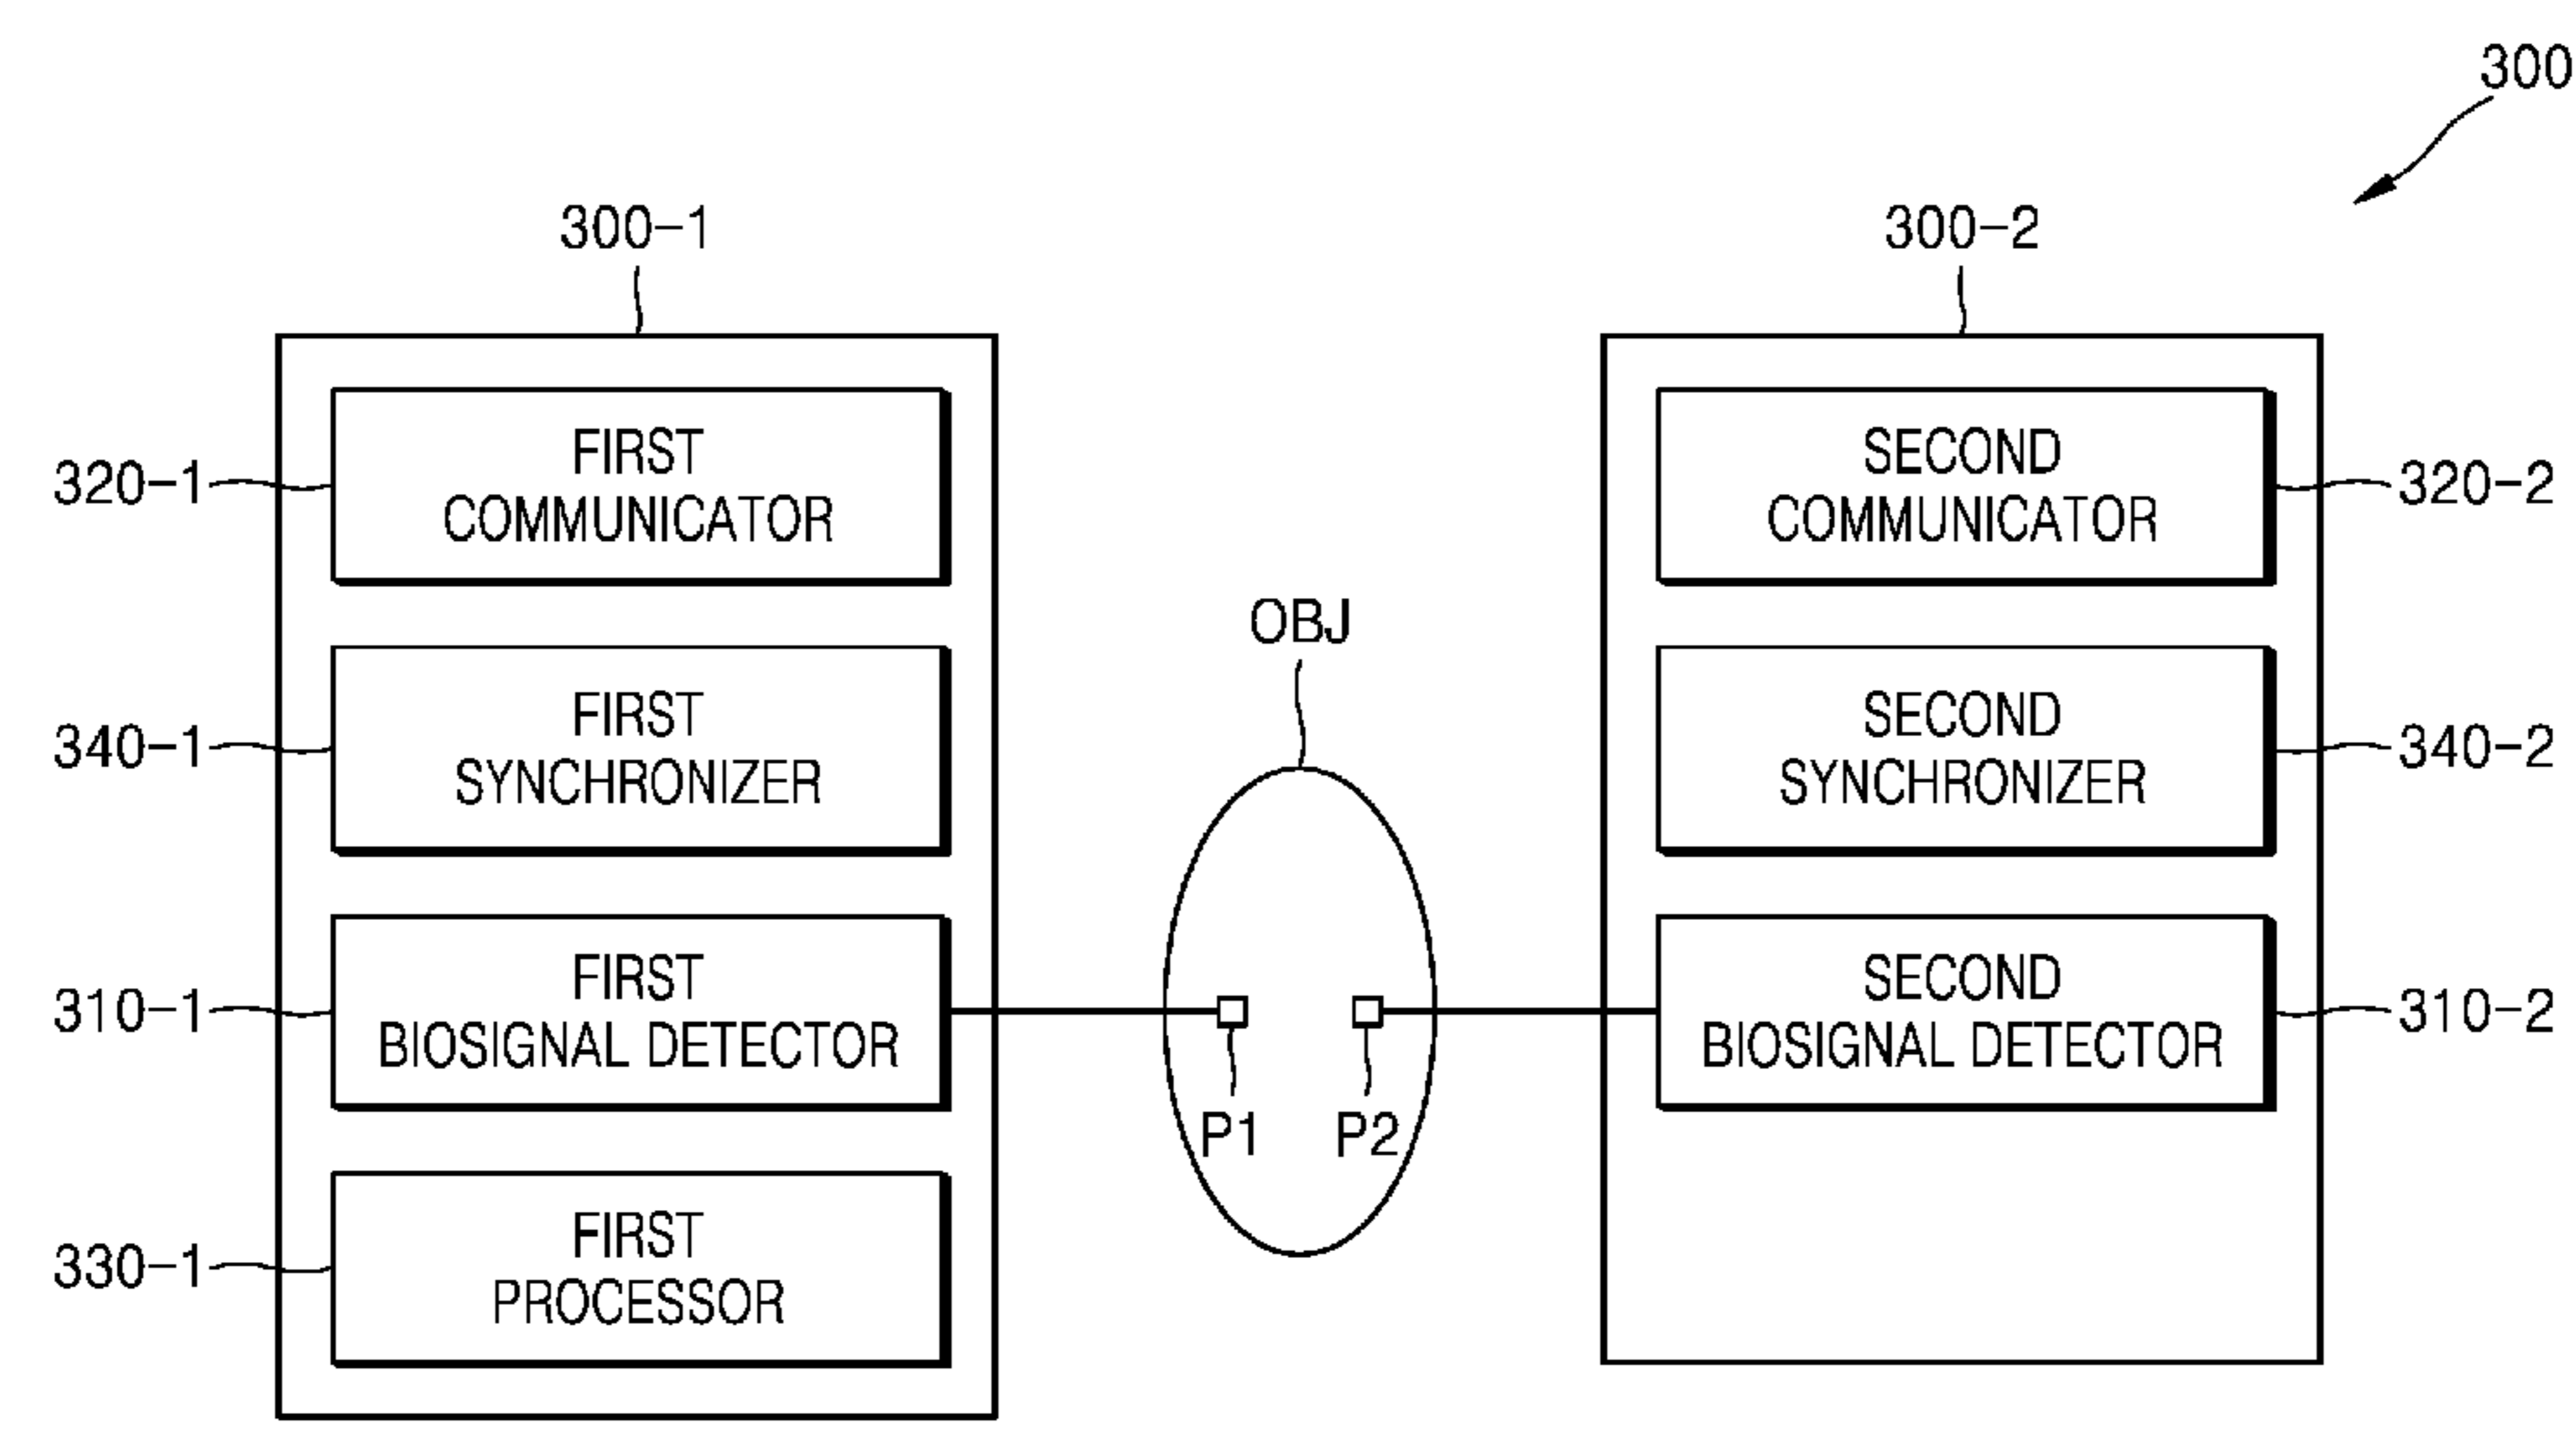 300
300-1
300-2
FIRST
COMMUNICATOR
320-1
SECOND
COMMUNICATOR
320-2
OBJ
FIRST
SYNCHRONIZER
340-1
SECOND
SYNCHRONIZER
340-2
FIRST
BIOSIGNAL DETECTOR
310-1
SECOND
BIOSIGNAL DETECTOR
310-2
P1
P2
FIRST
PROCESSOR
330-1